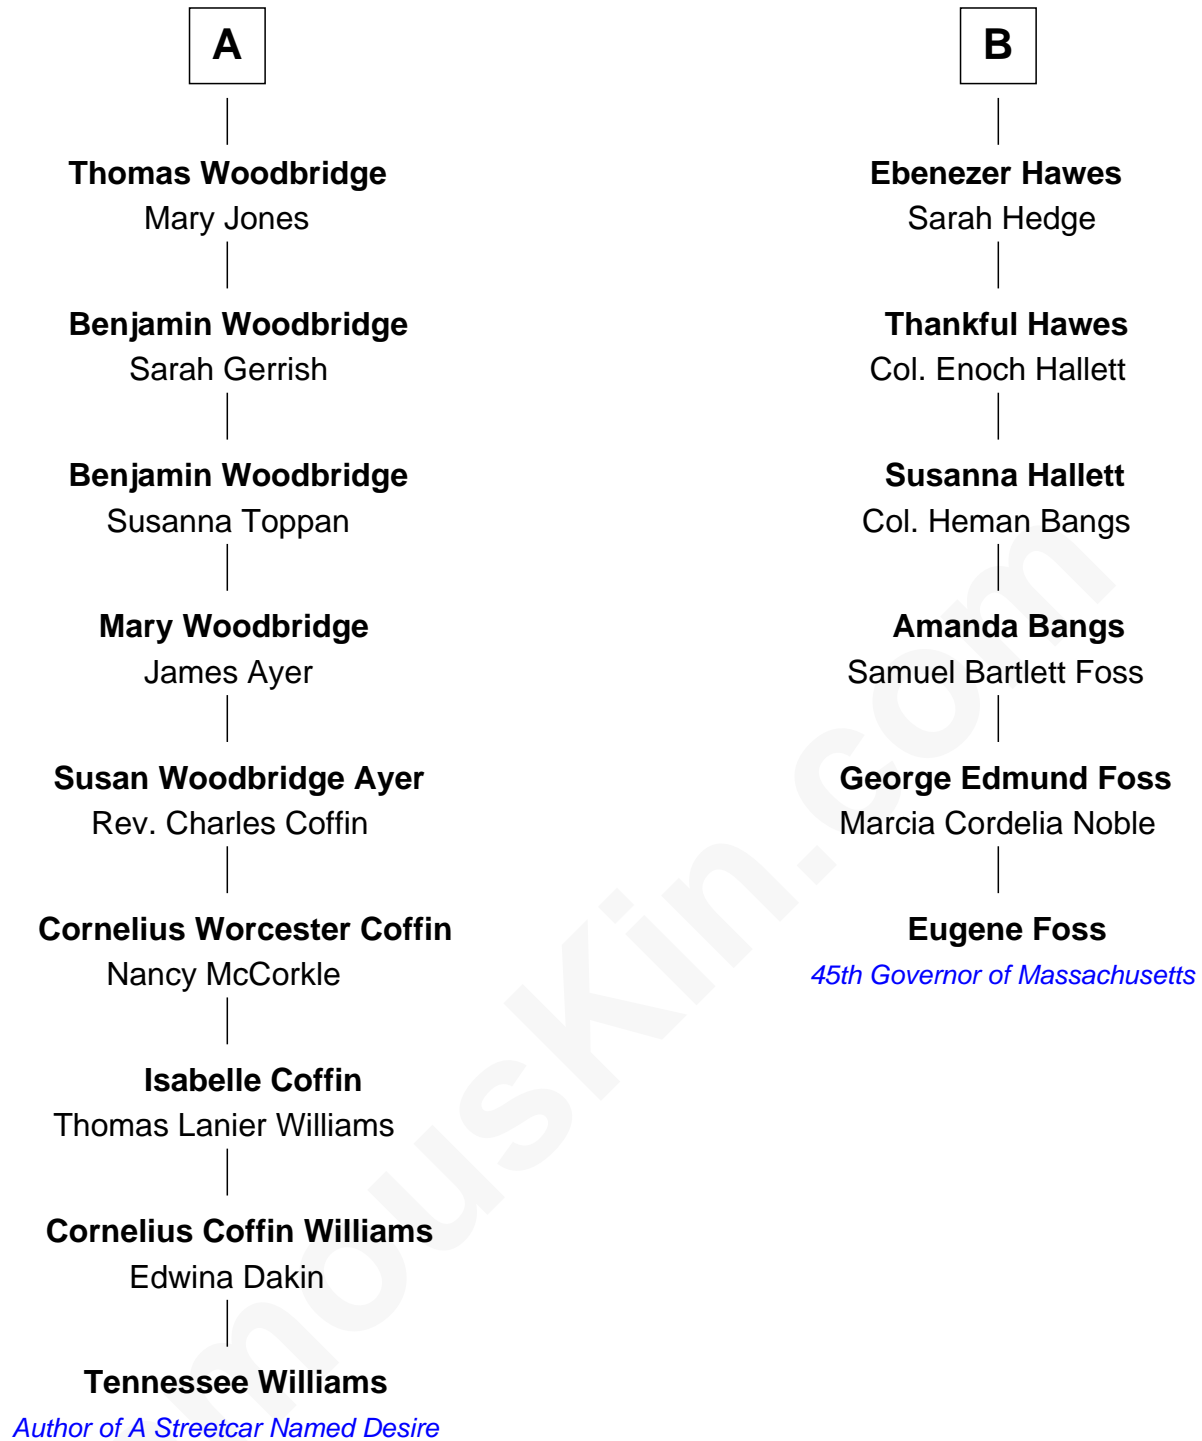 A
Thomas Woodbridge
Mary Jones
Benjamin Woodbridge
Sarah Gerrish
Benjamin Woodbridge
Susanna Toppan
Mary Woodbridge
James Ayer
Susan Woodbridge Ayer
Rev. Charles Coffin
Cornelius Worcester Coffin
Nancy McCorkle
Isabelle Coffin
Thomas Lanier Williams
Cornelius Coffin Williams
Edwina Dakin
Tennessee Williams
Author of A Streetcar Named Desire
B
Ebenezer Hawes
Sarah Hedge
Thankful Hawes
Col. Enoch Hallett
Susanna Hallett
Col. Heman Bangs
Amanda Bangs
Samuel Bartlett Foss
George Edmund Foss
Marcia Cordelia Noble
Eugene Foss
45th Governor of Massachusetts
mousKin.com